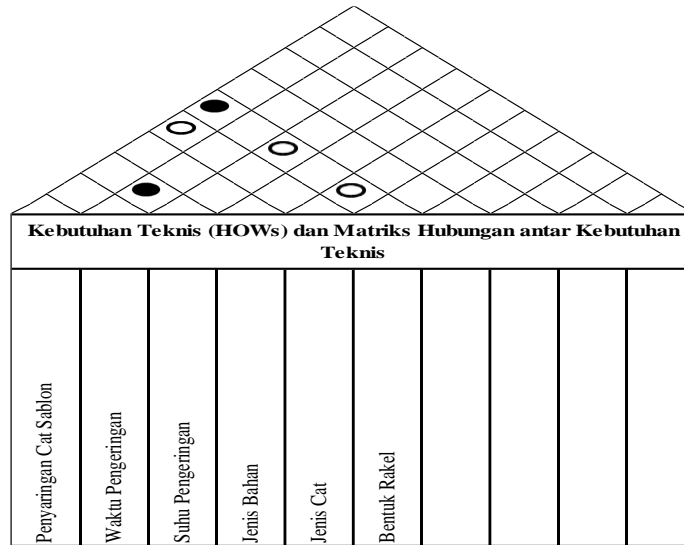 Kebutuhan Teknis (HOWs) dan Matriks Hubungan antar Kebutuhan
Teknis
Penyaringan Cat Sablon
Waktu Pengeringan
Suhu Pengeringan
Jenis Bahan
Jenis Cat
Bentuk Rakel